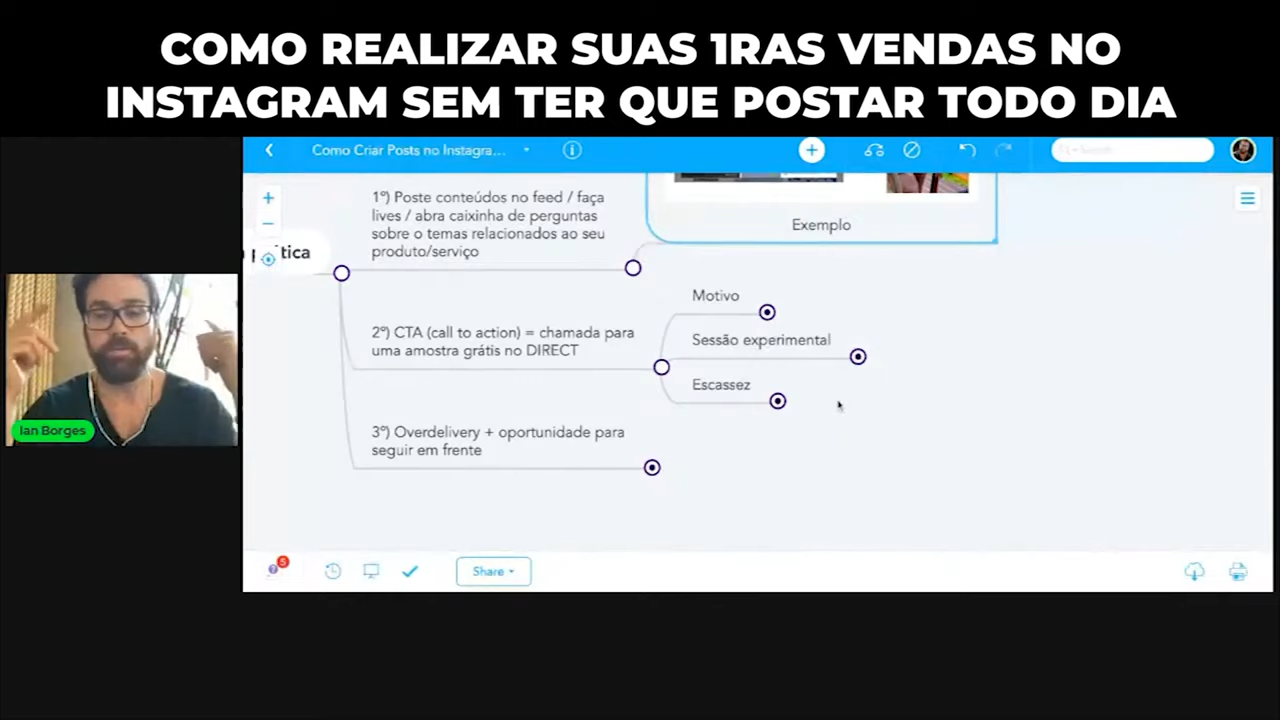 COMO REALIZAR SUAS 1RAS VENDAS NO
INSTAGRAM SEM TER QUE POSTAR TODO DIA
Como Criar Posts no Instagra...
1º) Poste conteúdos no feed / faça
lives / abra caixinha de perguntas
sobre o temas relacionados ao seu
produto/serviço
Exemplo
Motivo
2º) CTA (call to action) = chamada para
uma amostra grátis no DIRECT
Sessão experimental
Escassez
3º) Overdelivery + oportunidade para
seguir em frente
Ian Borges
5
Share